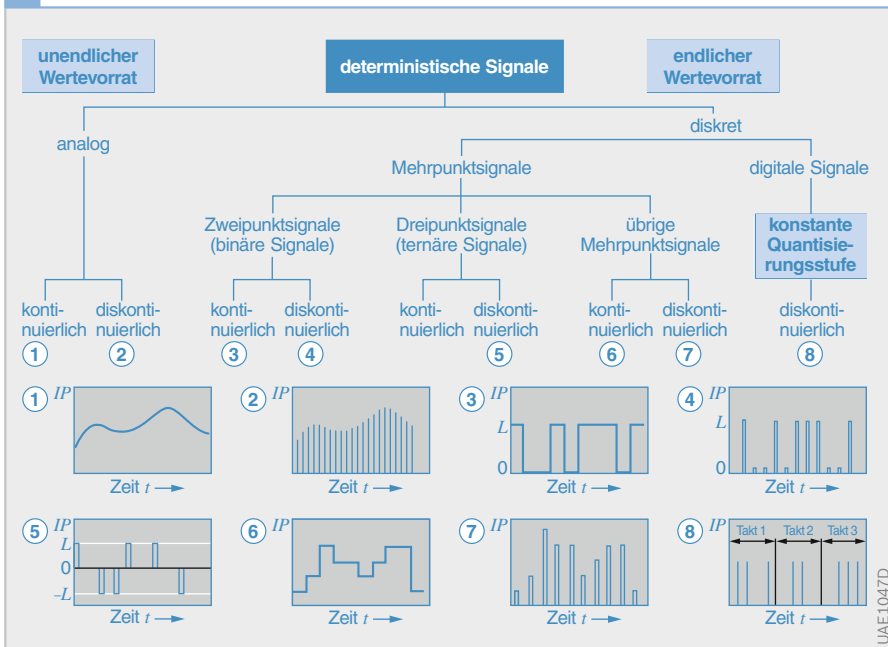 unendlicher
Wertevorrat
deterministische Signale
endlicher
Wertevorrat
diskret
analog
Mehrpunktsignale
digitale Signale
Zweipunktsignale
(binäre Signale)
Dreipunktsignale
(ternäre Signale)
übrige
Mehrpunktsignale
konstante
Quantisie-
rungsstufe
konti-
nuierlich
1
diskonti-
nuierlich
2
konti-
nuierlich
3
diskonti-
nuierlich
4
konti-
nuierlich
diskonti-
nuierlich
5
konti-
nuierlich
6
diskonti-
nuierlich
7
diskonti-
nuierlich
8
1 IP
Zeit t
2 IP
Zeit t
3 IP
L
0
Zeit t
4 IP
L
0
Zeit t
5 IP
L
0
–L
Zeit t
6 IP
Zeit t
7 IP
Zeit t
8 IP
Takt 1 Takt 2 Takt 3
Zeit t
UAE1047D